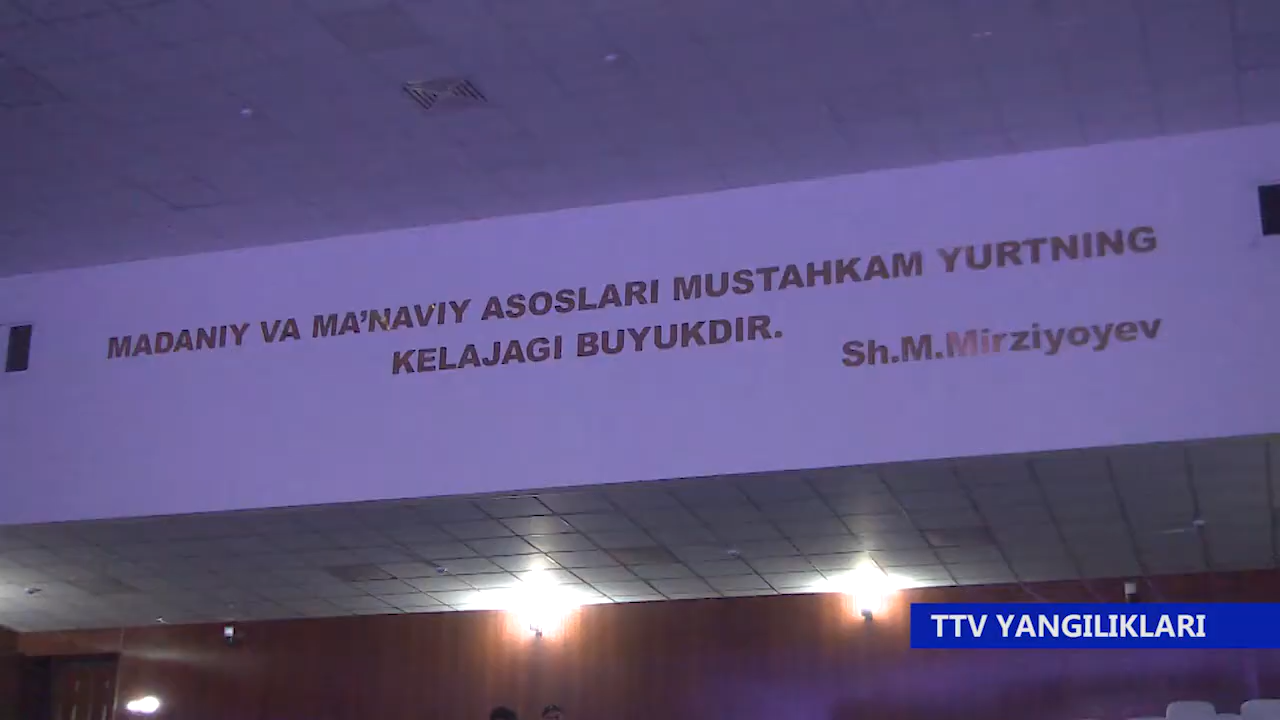 MADANIY VA MA’NAVIY ASOSLARI MUSTAHKAM YURTNING
KELAJAGI BUYUKDIR.
Sh.M.Mirziyoyev
TTV YANGILIKLARI